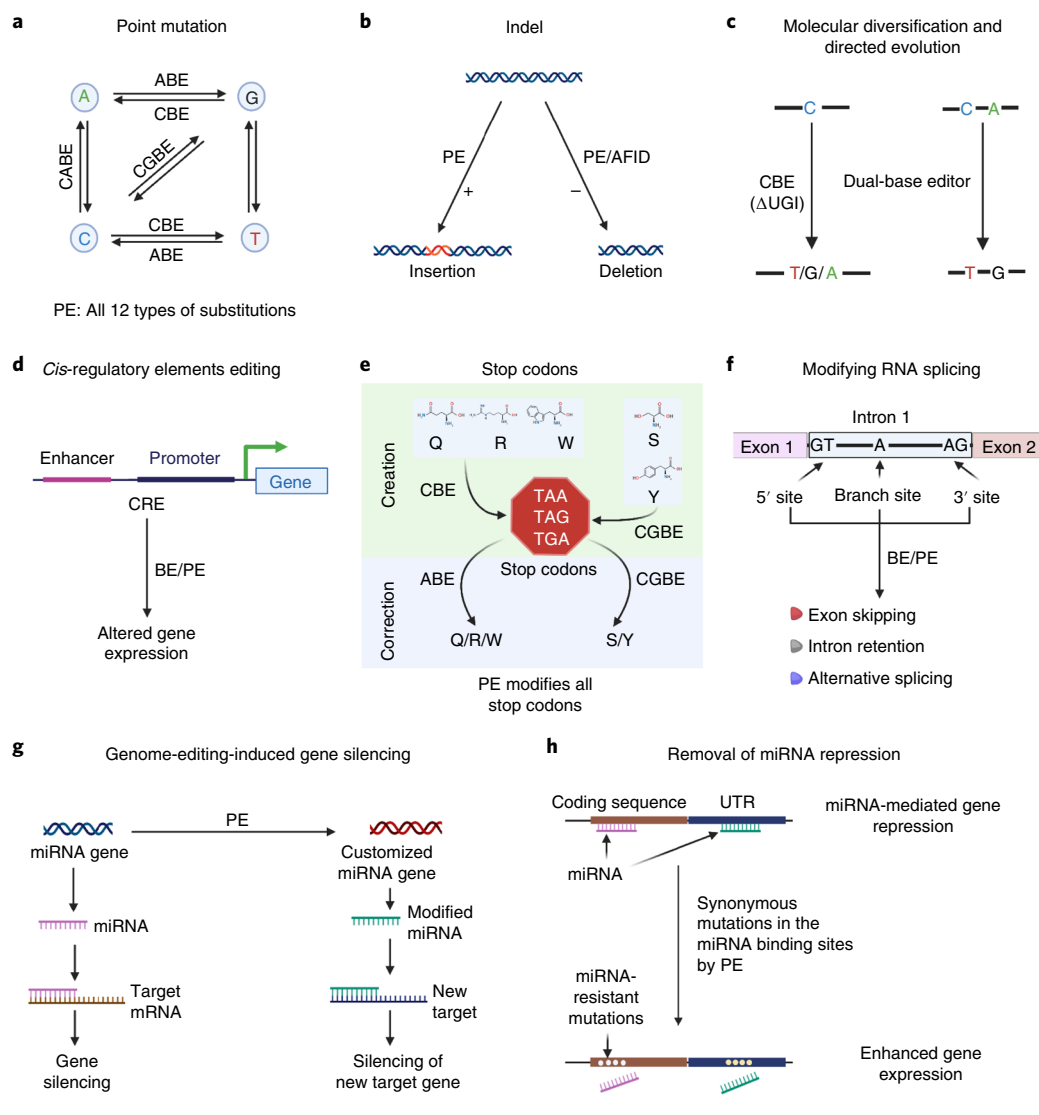 a
Point mutation
A
ABE
CBE
G
CABE
CGBE
C
CBE
ABE
T
PE: All 12 types of substitutions
b
Indel
PE
+
PE/AFID
–
Insertion
Deletion
c
Molecular diversification and
directed evolution
C
CBE
(ΔUGI)
T/G/A
C A
Dual-base editor
T G
d
Cis-regulatory elements editing
Enhancer
Promoter
Gene
CRE
BE/PE
Altered gene
expression
e
Stop codons
Creation
Q
R
W
S
Y
CBE
TAA
TAG
TGA
CGBE
Stop codons
Correction
ABE
CGBE
Q/R/W
S/Y
PE modifies all
stop codons
f
Modifying RNA splicing
Intron 1
Exon 1
GT
A
AG
Exon 2
5′ site
Branch site
3′ site
BE/PE
Exon skipping
Intron retention
Alternative splicing
g
Genome-editing-induced gene silencing
PE
miRNA gene
Customized
miRNA gene
miRNA
Modified
miRNA
Target
mRNA
New
target
Gene
silencing
Silencing of
new target gene
h
Removal of miRNA repression
Coding sequence
UTR
miRNA-mediated gene
repression
miRNA
Synonymous
mutations in the
miRNA binding sites
by PE
miRNA-
resistant
mutations
Enhanced gene
expression